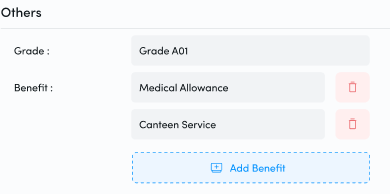 Others
Grade : Grade A01
Benefit : Medical Allowance
Canteen Service
Add Benefit